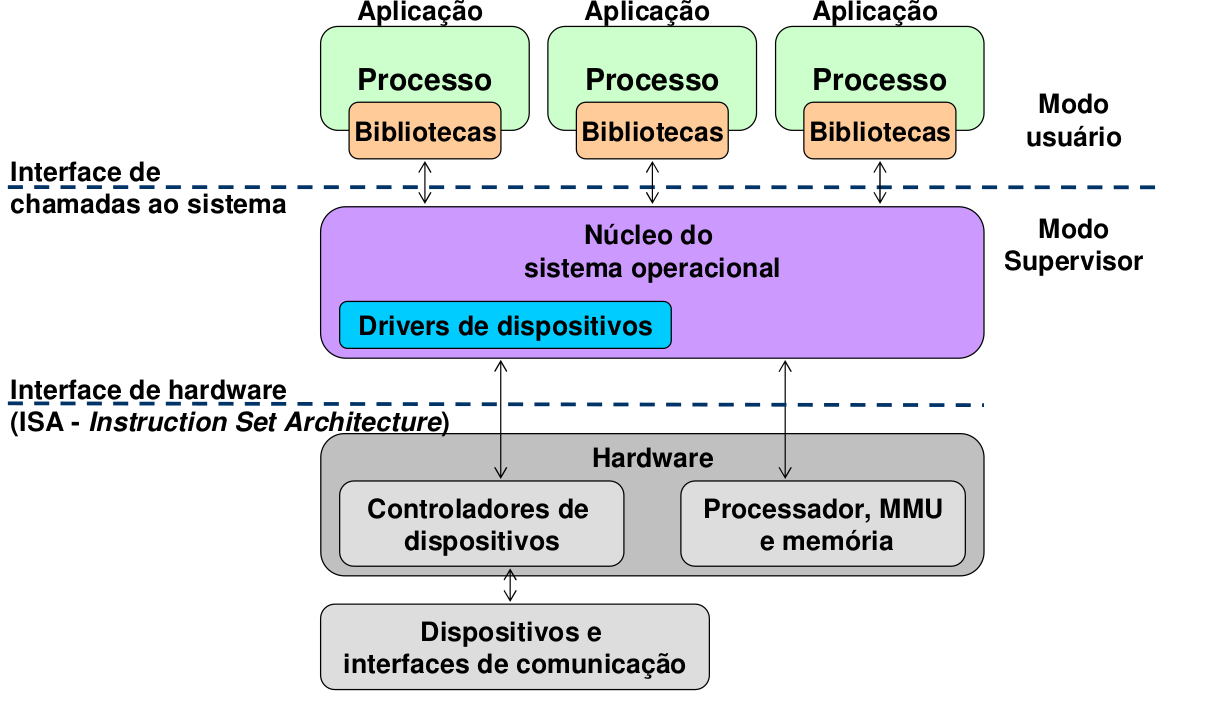 Aplicação
Aplicação
Aplicação
Processo
Processo
Processo
Bibliotecas
Bibliotecas
Bibliotecas
Modo
usuário
Interface de
chamadas ao sistema
Núcleo do
sistema operacional
Modo
Supervisor
Drivers de dispositivos
Interface de hardware
(ISA - Instruction Set Architecture)
Hardware
Controladores de
dispositivos
Processador, MMU
e memória
Dispositivos e
interfaces de comunicação